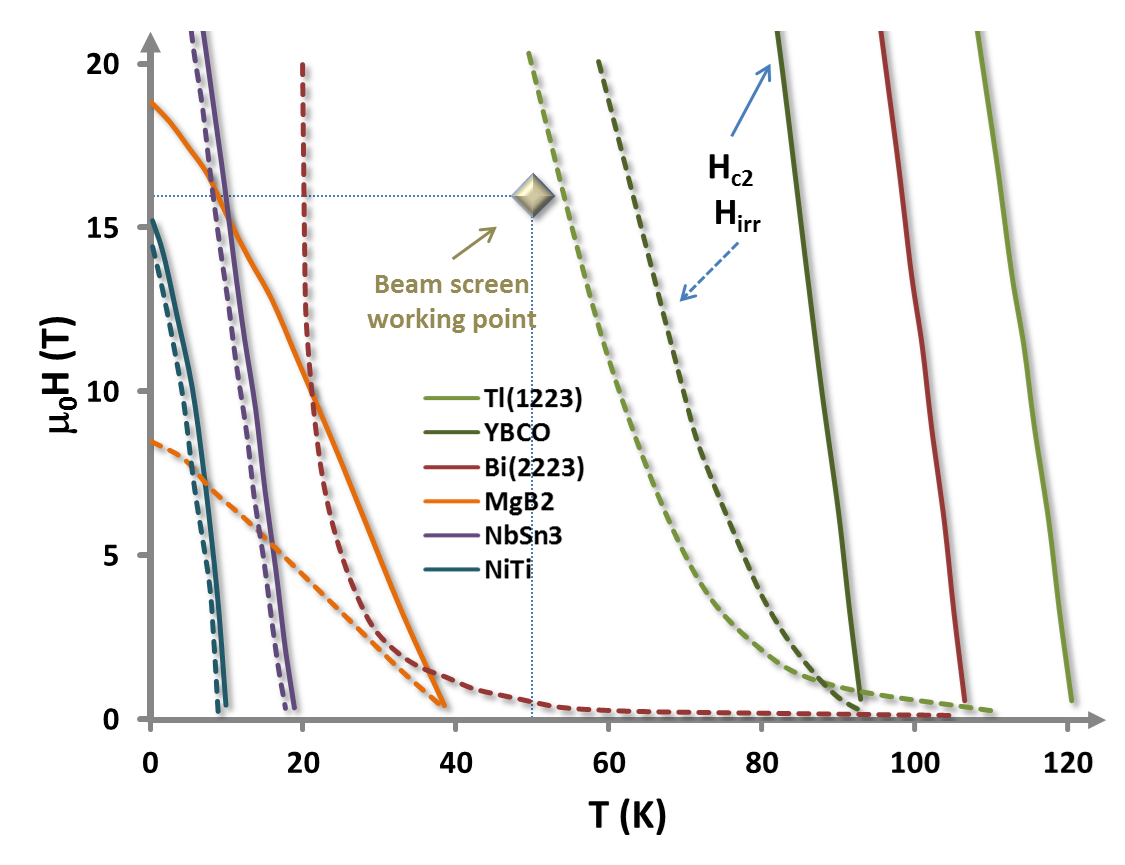 20
15
10
5
0
μ₀H (T)
Hc2
Hirr
Beam screen
working point
Tl(1223)
YBCO
Bi(2223)
MgB2
NbSn3
NiTi
0 20 40 60 80 100 120
T (K)